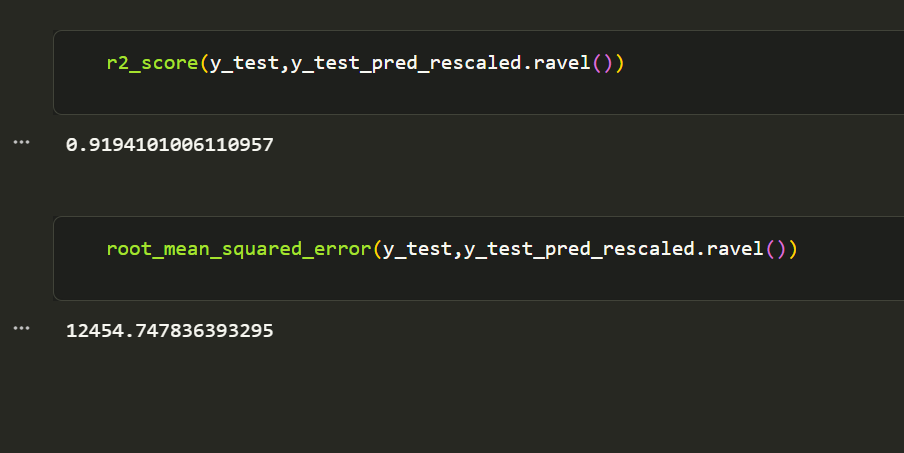 r2_score(y_test,y_test_pred_rescaled.ravel())
0.9194101006110957
root_mean_squared_error(y_test,y_test_pred_rescaled.ravel())
12454.747836393295